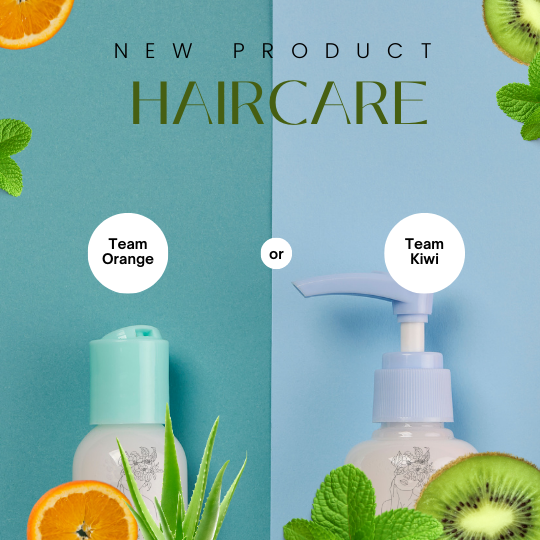 NEW PRODUCT
HAIRCARE
Team
Orange
or
Team
Kiwi